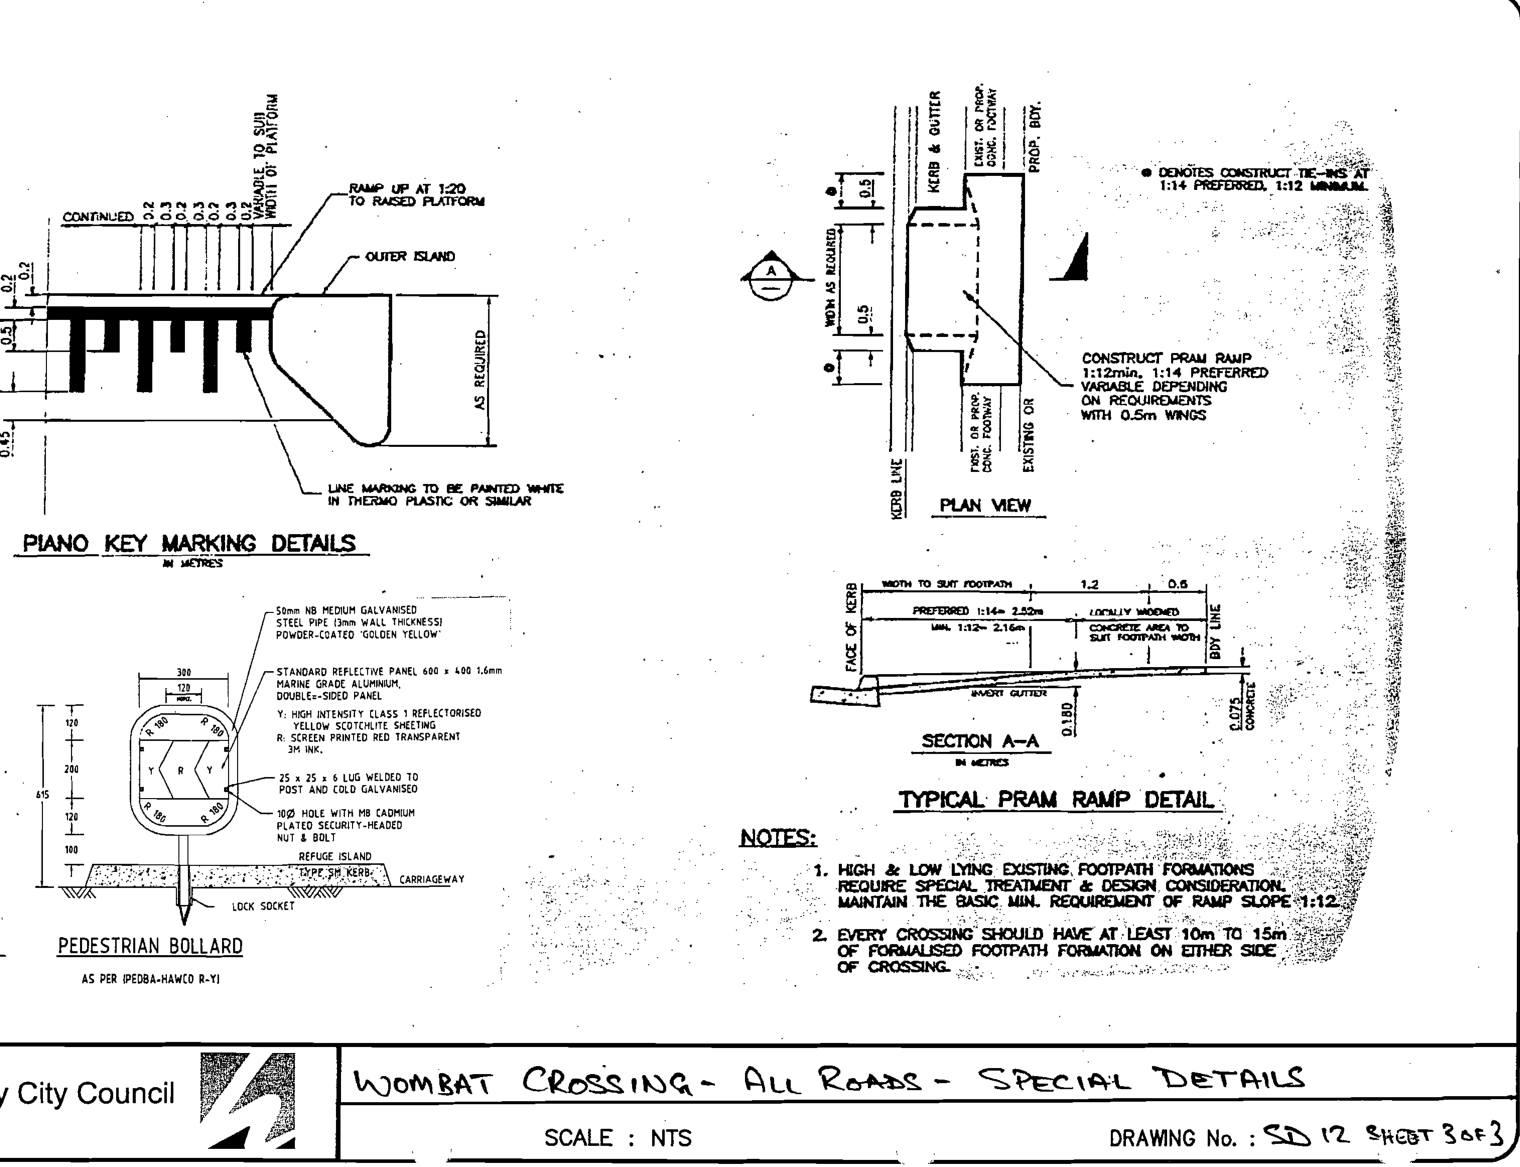 VARIABLE TO SUIT
WIDTH OF PLATFORM
CONTINUED 0.2 0.3 0.2 0.3 0.2 0.3 0.2
RAMP UP AT 1:20
TO RAISED PLATFORM
OUTER ISLAND
0.2
0.2
0.5
0.45
AS REQUIRED
LINE MARKING TO BE PAINTED WHITE
IN THERMO PLASTIC OR SIMILAR
PIANO KEY MARKING DETAILS
IN METRES
KERB & GUTTER
EXIST. OR PROP.
CONC. FOOTWAY
PROP. BDY.
DENOTES CONSTRUCT TIE-INS AT
1:14 PREFERRED, 1:12 MINIMUM.
0.5
WIDTH AS REQUIRED
0.5
A
CONSTRUCT PRAM RAMP
1:12min. 1:14 PREFERRED
VARIABLE DEPENDING
ON REQUIREMENTS
WITH 0.5m WINGS
KERB LINE
EXIST. OR PROP.
CONC. FOOTWAY
EXISTING OR
PLAN VIEW
50mm NB MEDIUM GALVANISED
STEEL PIPE (3mm WALL THICKNESS)
POWDER-COATED 'GOLDEN YELLOW'
STANDARD REFLECTIVE PANEL 600 x 400 1.6mm
MARINE GRADE ALUMINIUM,
DOUBLE=-SIDED PANEL
Y: HIGH INTENSITY CLASS 1 REFLECTORISED
YELLOW SCOTCHLITE SHEETING
R: SCREEN PRINTED RED TRANSPARENT
3M INK.
25 x 25 x 6 LUG WELDED TO
POST AND COLD GALVANISED
10Ø HOLE WITH M8 CADMIUM
PLATED SECURITY-HEADED
NUT & BOLT
300
120
R 180 R 180
Y R Y
R 180 R 180
615
120
200
120
100
REFUGE ISLAND
TYPE SM KERB
CARRIAGEWAY
LOCK SOCKET
PEDESTRIAN BOLLARD
AS PER (PEDBA-HAWCO R-Y)
FACE OF KERB
WIDTH TO SUIT FOOTPATH 1.2 0.6
PREFERRED 1:14= 2.52m
MIN. 1:12= 2.16m
LOCALLY WIDENED
CONCRETE AREA TO
SUIT FOOTPATH WIDTH
BDY LINE
INVERT GUTTER
0.180
0.075
CONCRETE
SECTION A-A
IN METRES
TYPICAL PRAM RAMP DETAIL
NOTES:
1. HIGH & LOW LYING EXISTING FOOTPATH FORMATIONS
REQUIRE SPECIAL TREATMENT & DESIGN CONSIDERATION.
MAINTAIN THE BASIC MIN. REQUIREMENT OF RAMP SLOPE 1:12
2. EVERY CROSSING SHOULD HAVE AT LEAST 10m TO 15m
OF FORMALISED FOOTPATH FORMATION ON EITHER SIDE
OF CROSSING.
y City Council
WOMBAT CROSSING - ALL ROADS - SPECIAL DETAILS
SCALE : NTS
DRAWING No. : SD 12 SHEET 3 OF 3